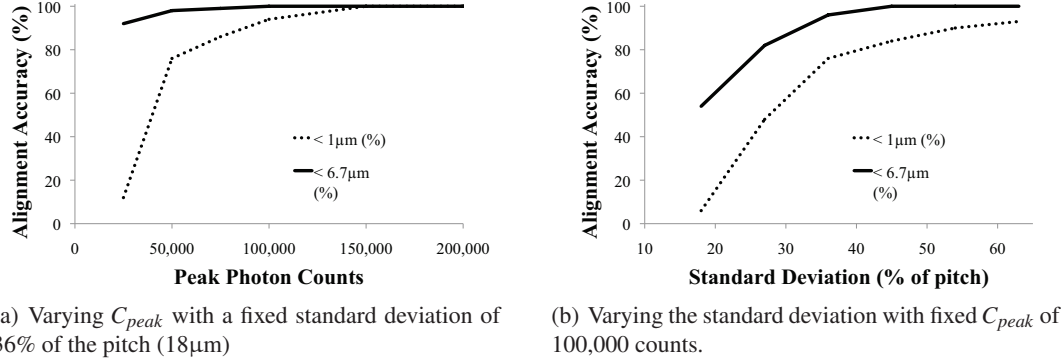 Alignment Accuracy (%)
100
80
60
40
20
0
< 1µm (%)
< 6.7µm
(%)
0
50,000
100,000
150,000
200,000
Peak Photon Counts
a) Varying Cpeak with a fixed standard deviation of
36% of the pitch (18µm)
Alignment Accuracy (%)
100
80
60
40
20
0
< 1µm (%)
< 6.7µm
(%)
10
20
30
40
50
60
Standard Deviation (% of pitch)
(b) Varying the standard deviation with fixed Cpeak of
100,000 counts.